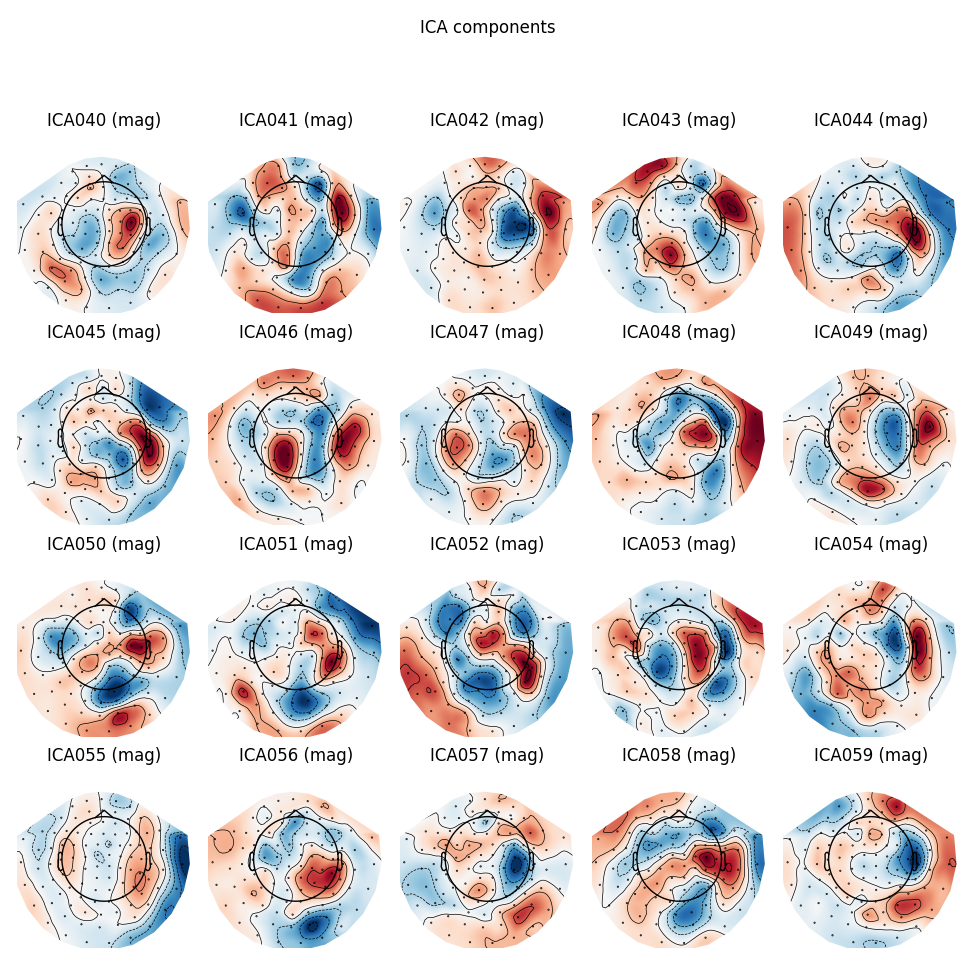 ICA components
ICA040 (mag) ICA041 (mag) ICA042 (mag) ICA043 (mag) ICA044 (mag)
ICA045 (mag) ICA046 (mag) ICA047 (mag) ICA048 (mag) ICA049 (mag)
ICA050 (mag) ICA051 (mag) ICA052 (mag) ICA053 (mag) ICA054 (mag)
ICA055 (mag) ICA056 (mag) ICA057 (mag) ICA058 (mag) ICA059 (mag)